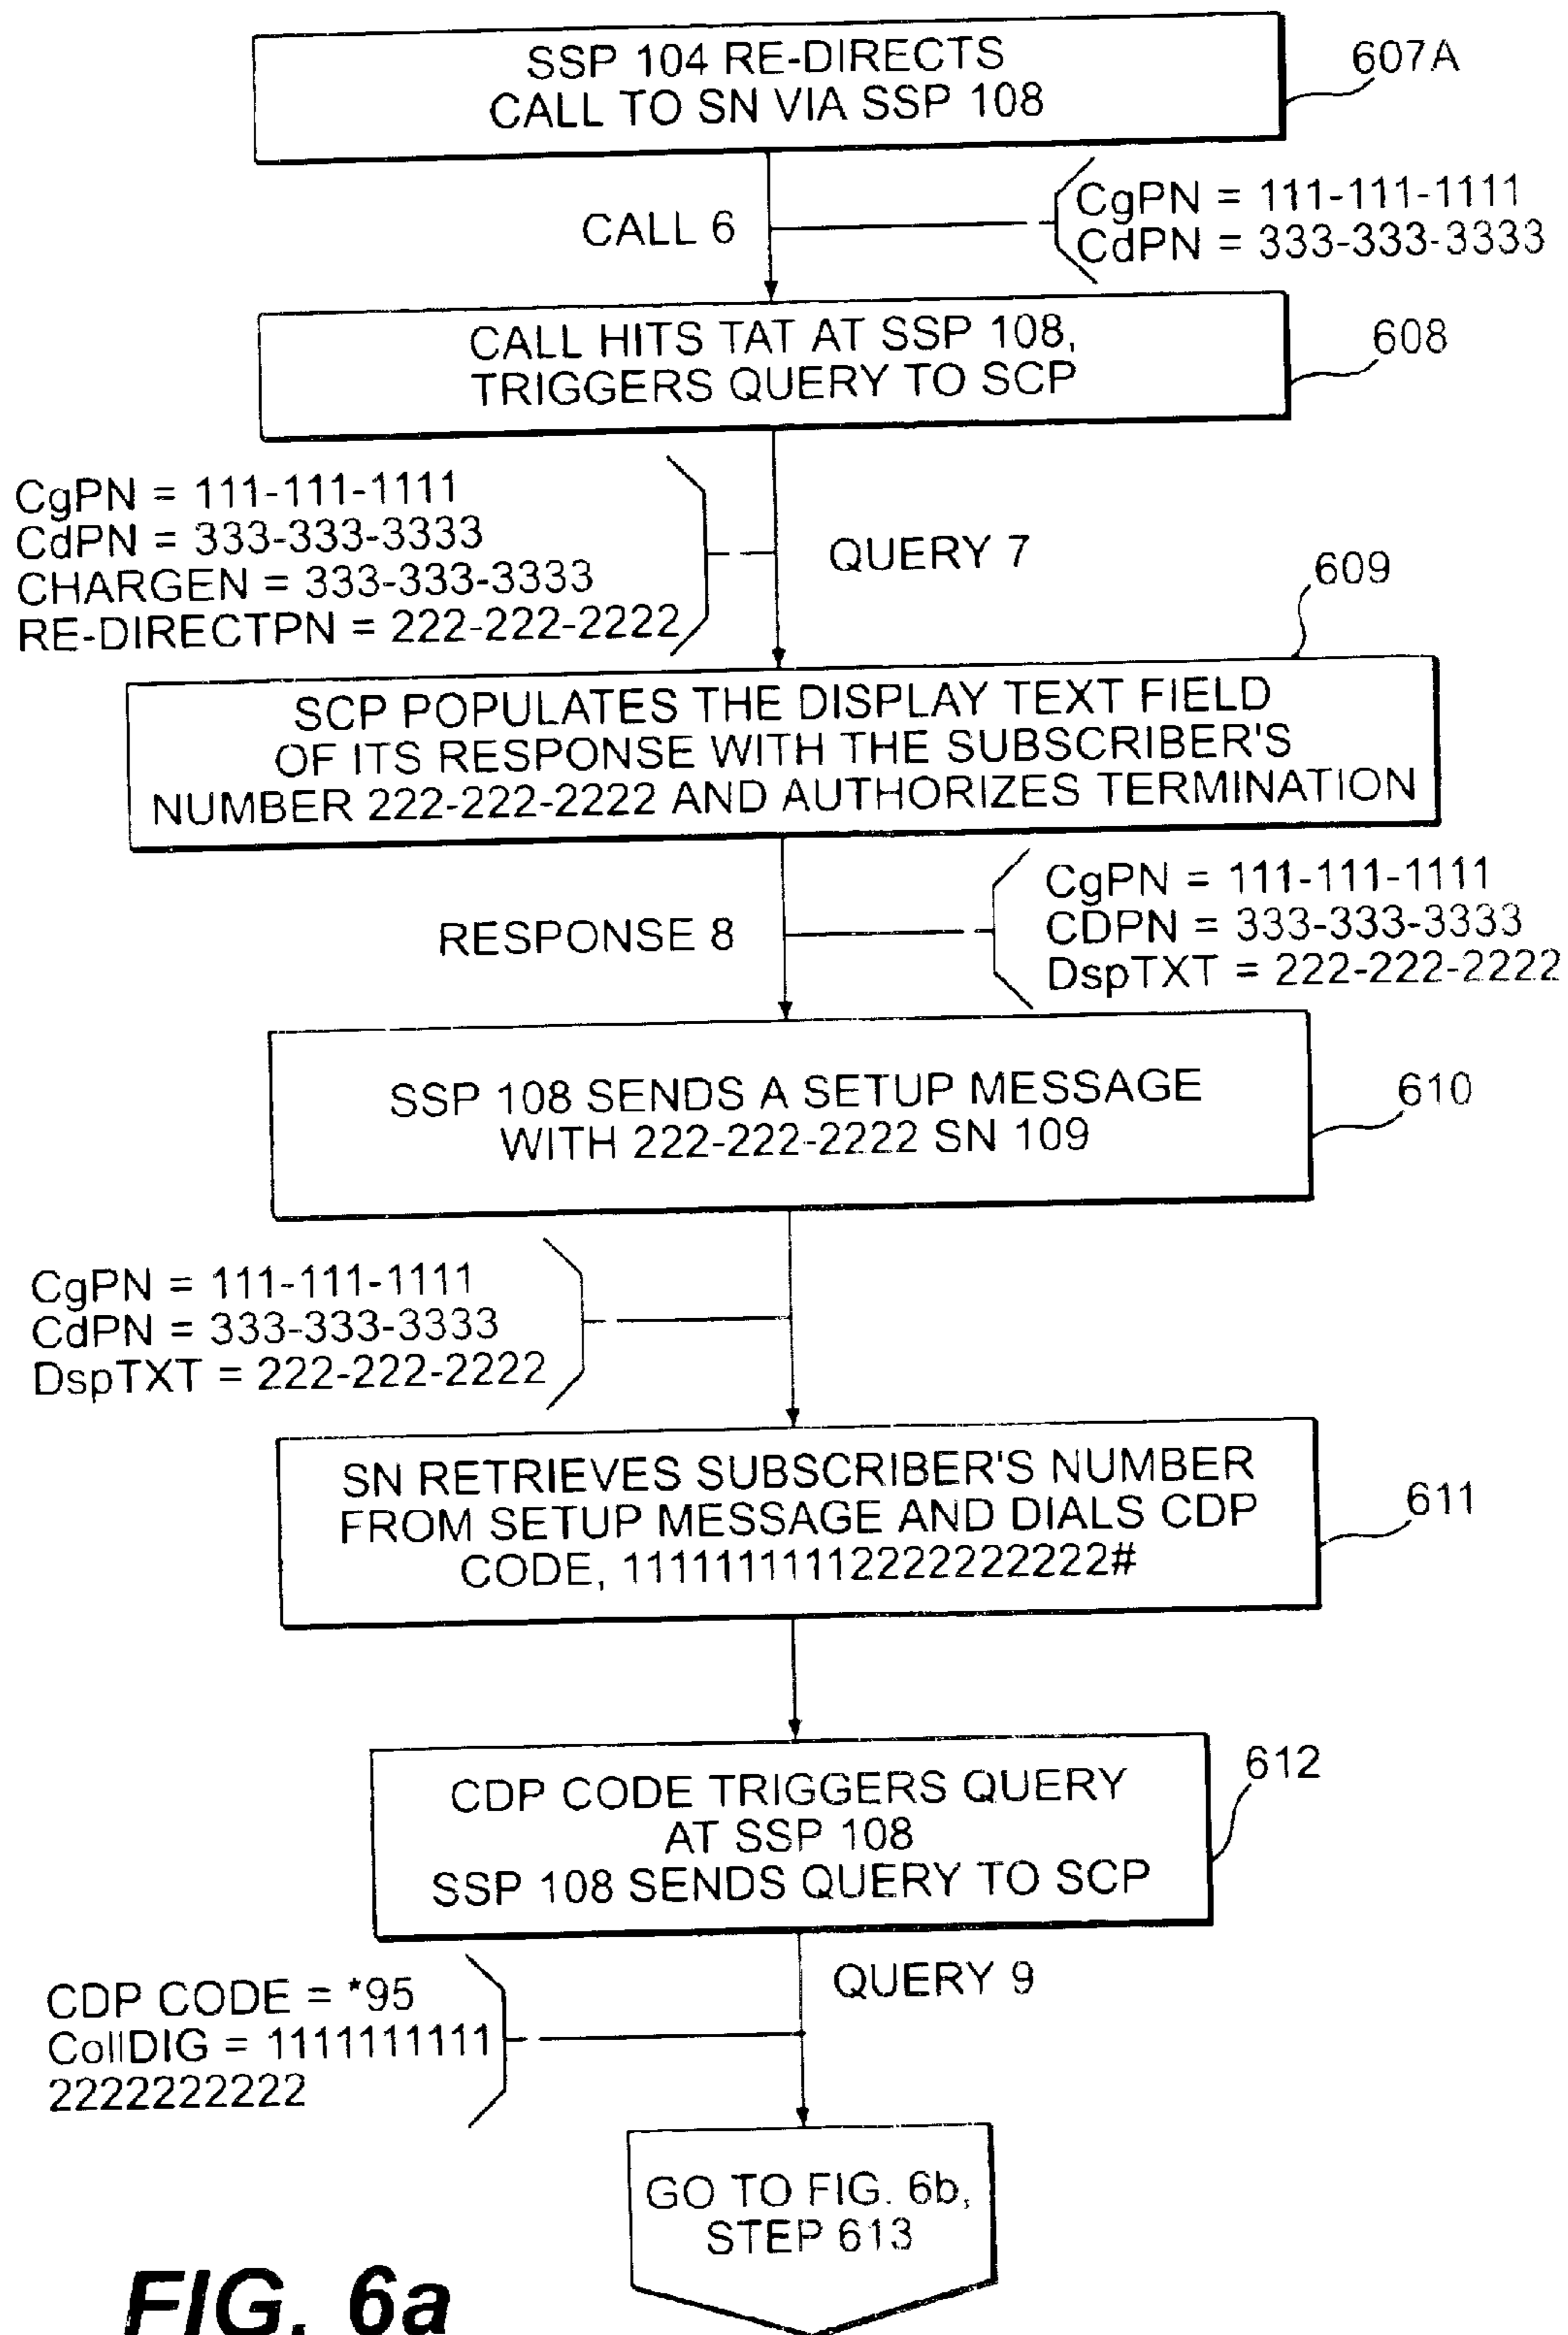 SSP 104 RE-DIRECTS
CALL TO SN VIA SSP 108
607A
CALL 6
CgPN = 111-111-1111
CdPN = 333-333-3333
CALL HITS TAT AT SSP 108,
TRIGGERS QUERY TO SCP
608
CgPN = 111-111-1111
CdPN = 333-333-3333
CHARGEN = 333-333-3333
RE-DIRECTPN = 222-222-2222
QUERY 7
609
SCP POPULATES THE DISPLAY TEXT FIELD
OF ITS RESPONSE WITH THE SUBSCRIBER'S
NUMBER 222-222-2222 AND AUTHORIZES TERMINATION
RESPONSE 8
CgPN = 111-111-1111
CDPN = 333-333-3333
DspTXT = 222-222-2222
SSP 108 SENDS A SETUP MESSAGE
WITH 222-222-2222 SN 109
610
CgPN = 111-111-1111
CdPN = 333-333-3333
DspTXT = 222-222-2222
SN RETRIEVES SUBSCRIBER'S NUMBER
FROM SETUP MESSAGE AND DIALS CDP
CODE, 11111111112222222222#
611
CDP CODE TRIGGERS QUERY
AT SSP 108
SSP 108 SENDS QUERY TO SCP
612
QUERY 9
CDP CODE = *95
CollDIG = 1111111111
2222222222
GO TO FIG. 6b,
STEP 613
FIG. 6a